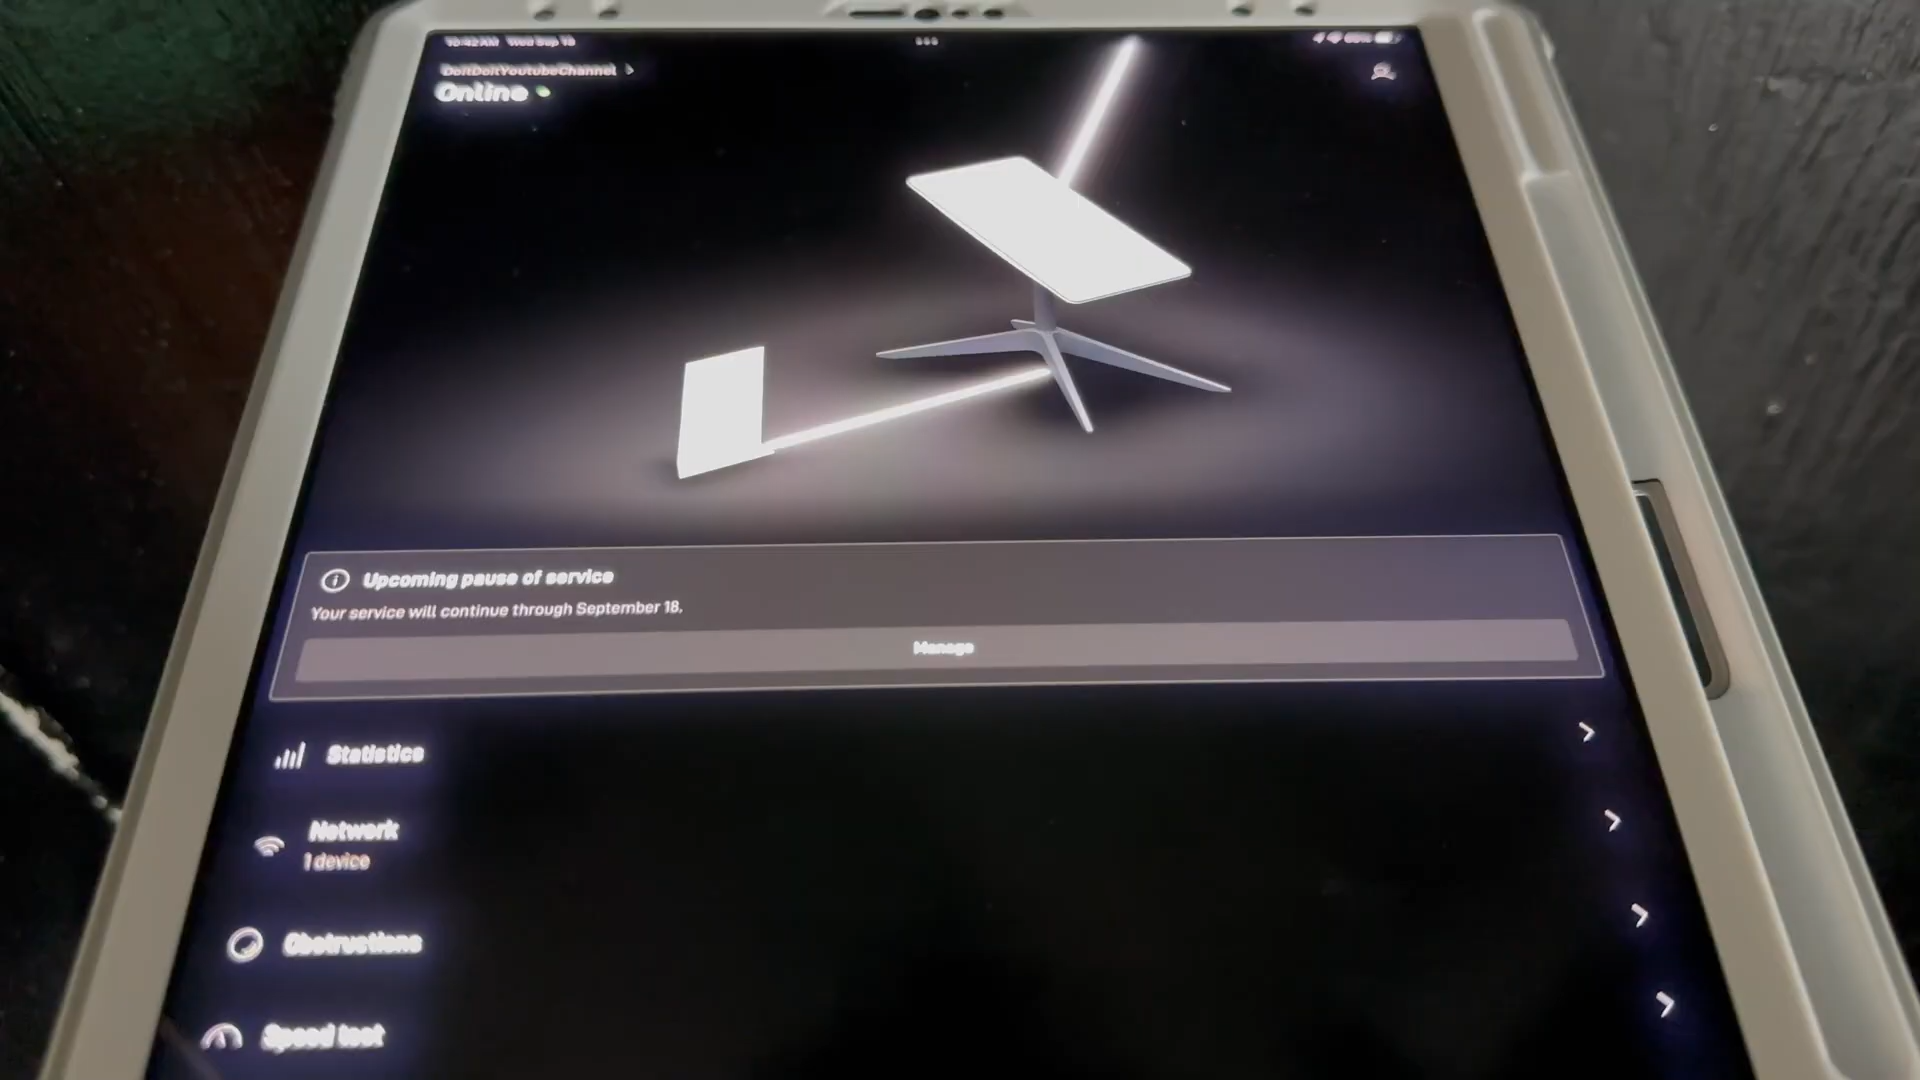 10:42 AM Wed Sep 18
DoItDoItYoutubeChannel
Online
Upcoming pause of service
Your service will continue through September 18.
Manage
Statistics
Network
1 device
Obstructions
Speed test